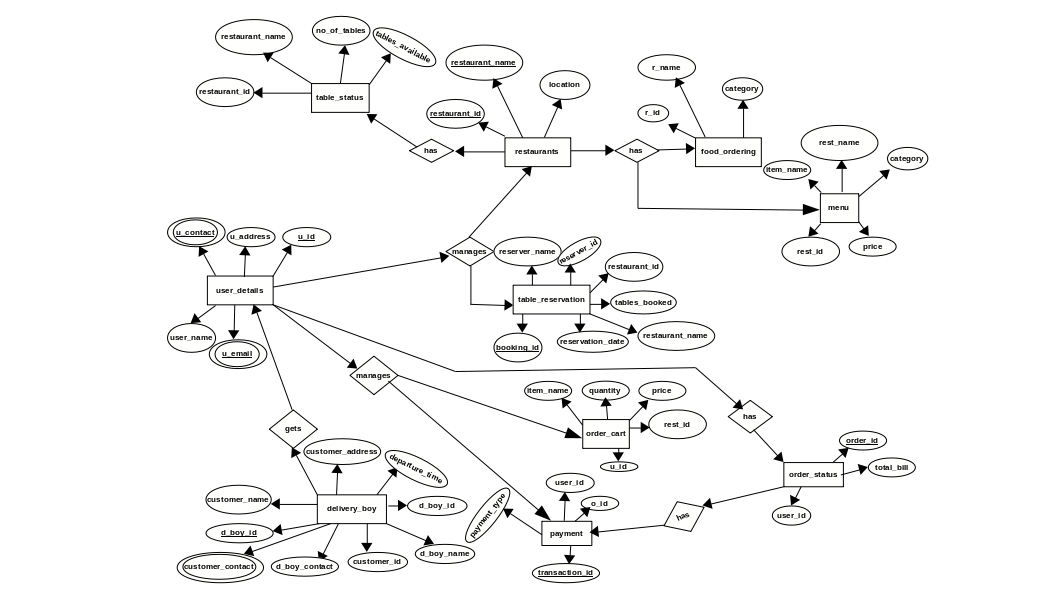 restaurant_name
no_of_tables
tables_available
restaurant_id
table_status
restaurant_name
location
restaurant_id
has
restaurants
has
r_name
category
r_id
food_ordering
rest_name
category
item_name
menu
rest_id
price
u_contact
u_address
u_id
user_details
user_name
u_email
manages
reserver_name
reserver_id
restaurant_id
table_reservation
tables_booked
restaurant_name
booking_id
reservation_date
manages
item_name
quantity
price
rest_id
order_cart
u_id
has
order_id
total_bill
order_status
user_id
gets
customer_address
departure_time
customer_name
delivery_boy
d_boy_id
d_boy_id
customer_contact
d_boy_contact
customer_id
d_boy_name
user_id
o_id
payment_type
payment
has
transaction_id